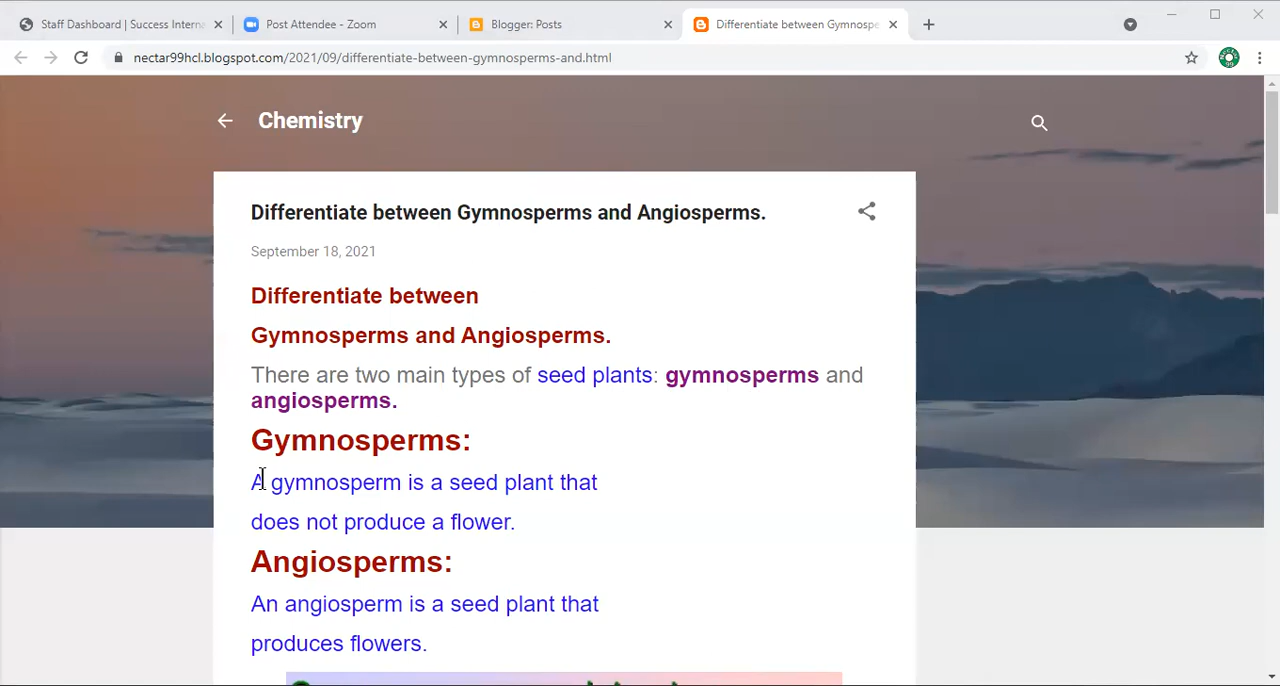 Staff Dashboard | Success Interna
Post Attendee - Zoom
Blogger: Posts
Differentiate between Gymnospe
nectar99hcl.blogspot.com/2021/09/differentiate-between-gymnosperms-and.html
Chemistry
Differentiate between Gymnosperms and Angiosperms.
September 18, 2021
Differentiate between
Gymnosperms and Angiosperms.
There are two main types of seed plants: gymnosperms and
angiosperms.
Gymnosperms:
A gymnosperm is a seed plant that
does not produce a flower.
Angiosperms:
An angiosperm is a seed plant that
produces flowers.